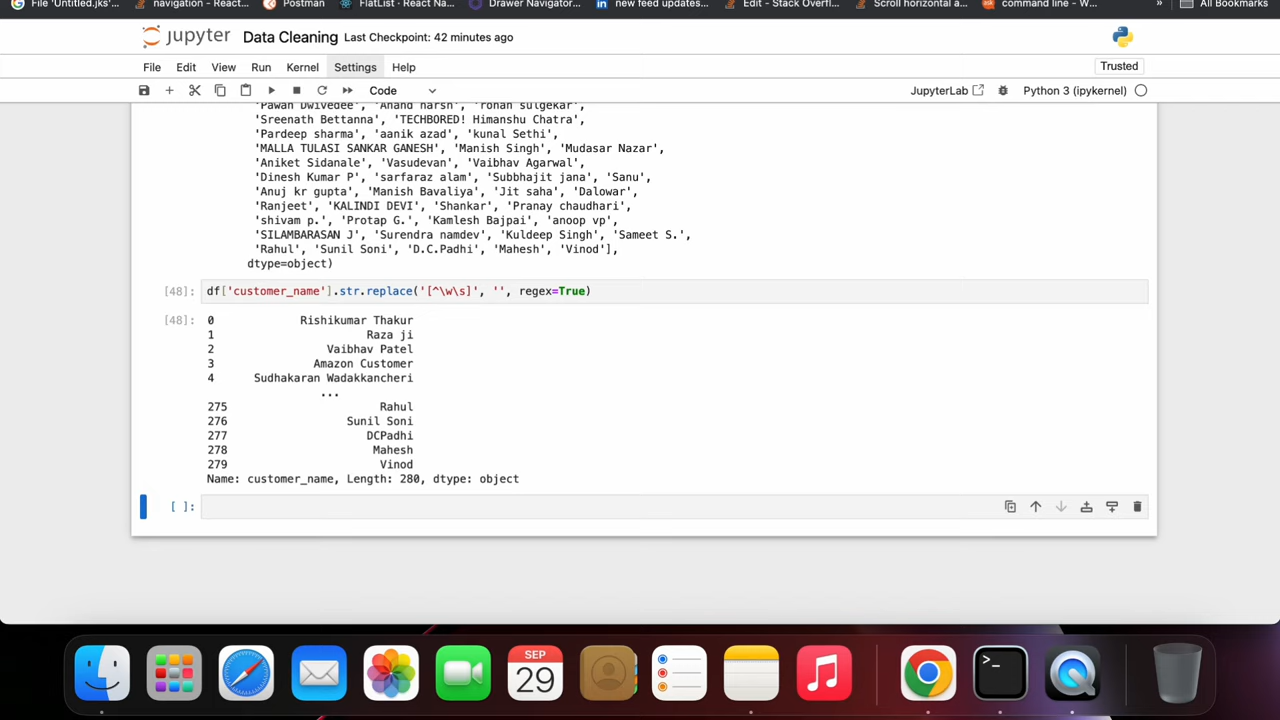 File 'Untitled.jks'...
navigation - React...
Postman
FlatList · React Na...
Drawer Navigator...
new feed updates...
Edit - Stack Overfl...
Scroll horizontal a...
command line - W...
»
All Bookmarks
jupyter Data Cleaning Last Checkpoint: 42 minutes ago
File Edit View Run Kernel Settings Help
Trusted
Code
JupyterLab
Python 3 (ipykernel)
'Pawan Dwivedee', 'Anand harsh', 'rohan sulgekar',
'Sreenath Bettanna', 'TECHBORED! Himanshu Chatra',
'Pardeep sharma', 'aanik azad', 'kunal Sethi',
'MALLA TULASI SANKAR GANESH', 'Manish Singh', 'Mudasar Nazar',
'Aniket Sidanale', 'Vasudevan', 'Vaibhav Agarwal',
'Dinesh Kumar P', 'sarfaraz alam', 'Subbhajit jana', 'Sanu',
'Anuj kr gupta', 'Manish Bavaliya', 'Jit saha', 'Dalowar',
'Ranjeet', 'KALINDI DEVI', 'Shankar', 'Pranay chaudhari',
'shivam p.', 'Protap G.', 'Kamlesh Bajpai', 'anoop vp',
'SILAMBARASAN J', 'Surendra namdev', 'Kuldeep Singh', 'Sameet S.',
'Rahul', 'Sunil Soni', 'D.C.Padhi', 'Mahesh', 'Vinod'],
dtype=object)
[48]: df['customer_name'].str.replace('[^\w\s]', '', regex=True)
[48]: 0 Rishikumar Thakur
1 Raza ji
2 Vaibhav Patel
3 Amazon Customer
4 Sudhakaran Wadakkancheri
...
275 Rahul
276 Sunil Soni
277 DCPadhi
278 Mahesh
279 Vinod
Name: customer_name, Length: 280, dtype: object
[ ]:
SEP
29
>_